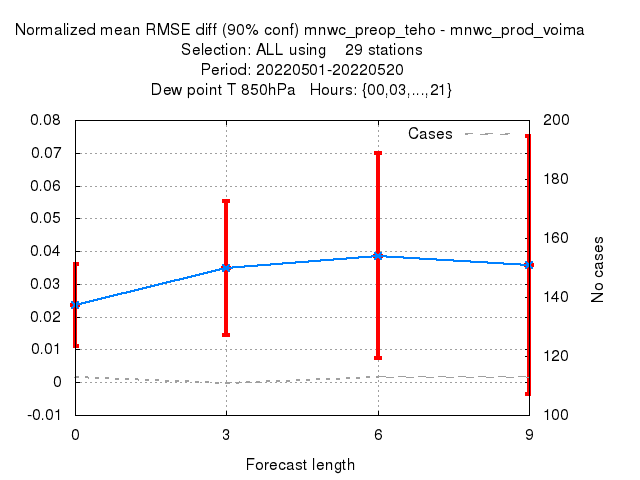 Normalized mean RMSE diff (90% conf) mnwc_preop_teho - mnwc_prod_voima
Selection: ALL using    29 stations
Period: 20220501-20220520
Dew point T 850hPa   Hours: {00,03,...,21}
Cases
0.08
0.07
0.06
0.05
0.04
0.03
0.02
0.01
0
-0.01
200
180
160
140
120
100
No cases
0 3 6 9
Forecast length